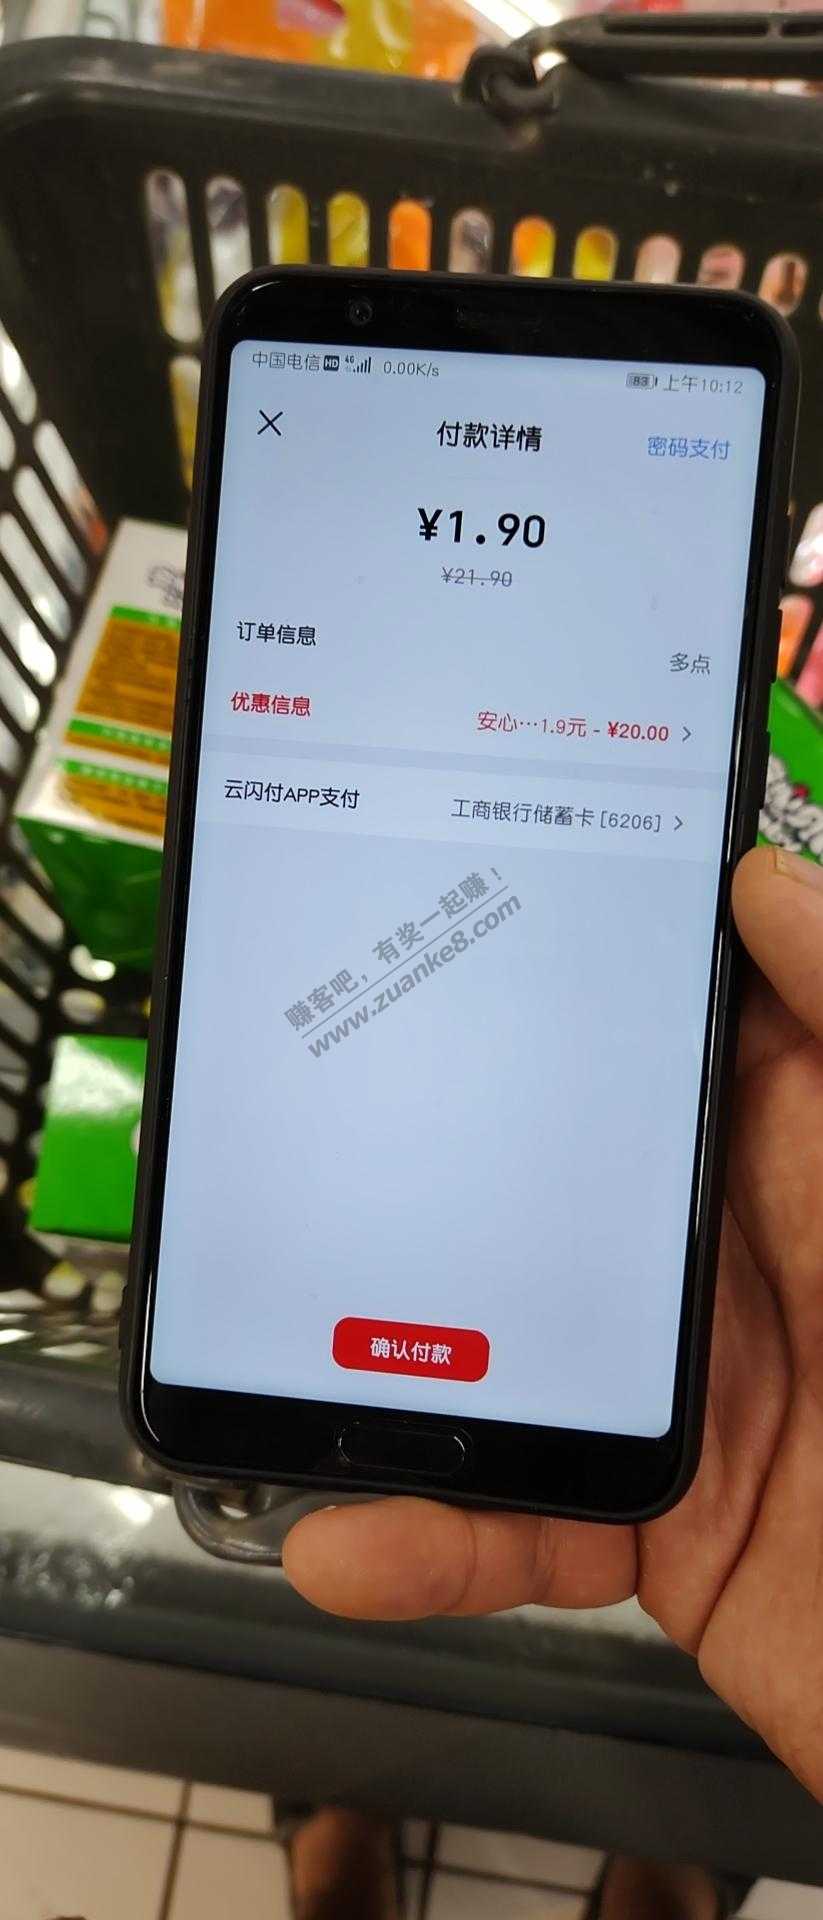 中国电信 HD 4G 0.00K/s 83 上午10:12
付款详情 密码支付
¥1.90
¥21.90
订单信息 多点
优惠信息 安心…1.9元 - ¥20.00
云闪付APP支付 工商银行储蓄卡 [6206]
赚客吧，有奖一起赚！
www.zuanke8.com
确认付款